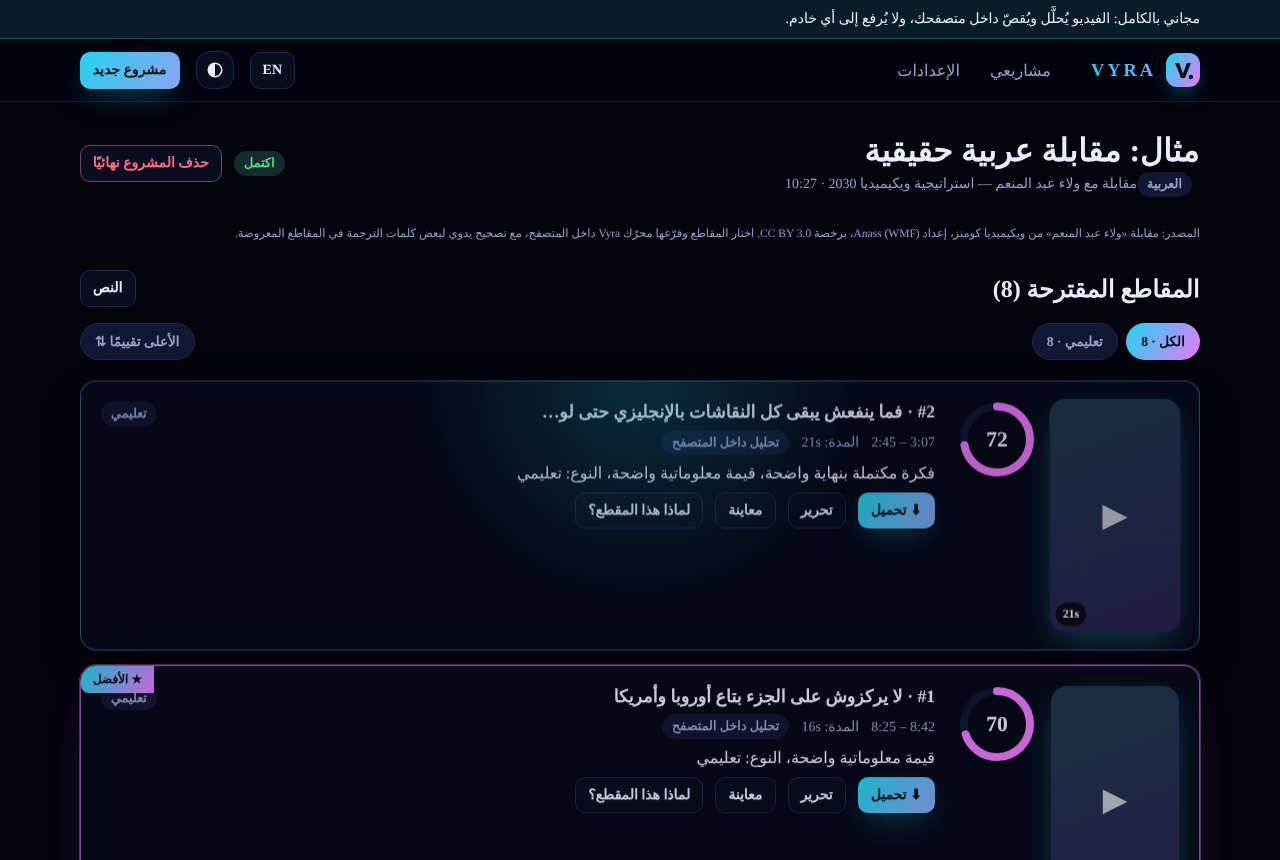 مجاني بالكامل: الفيديو يُحلَّل ويُقصّ داخل متصفحك، ولا يُرفع إلى أي خادم.
V. VYRA مشاريعي الإعدادات EN مشروع جديد
مثال: مقابلة عربية حقيقية
اكتمل حذف المشروع نهائيًا
العربية مقابلة مع ولاء عبد المنعم — استراتيجية ويكيميديا 2030 · 10:27
المصدر: مقابلة «ولاء عبد المنعم» من ويكيميديا كومنز، إعداد Anass (WMF)، برخصة CC BY 3.0. اختار المقاطع وفرّغها محرّك Vyra داخل المتصفح، مع تصحيح يدوي لبعض كلمات الترجمة في المقاطع المعروضة.
المقاطع المقترحة (8) النص
الكل · 8 تعليمي · 8 الأعلى تقييمًا ⇅
#2 · فما ينفعش يبقى كل النقاشات بالإنجليزي حتى لو… تعليمي
72
2:45 – 3:07 المدة: 21s تحليل داخل المتصفح
فكرة مكتملة بنهاية واضحة، قيمة معلوماتية واضحة، النوع: تعليمي
⬇ تحميل تحرير معاينة لماذا هذا المقطع؟
21s
★ الأفضل
#1 · لا يركزوش على الجزء بتاع أوروبا وأمريكا تعليمي
70
8:25 – 8:42 المدة: 16s تحليل داخل المتصفح
قيمة معلوماتية واضحة، النوع: تعليمي
⬇ تحميل تحرير معاينة لماذا هذا المقطع؟